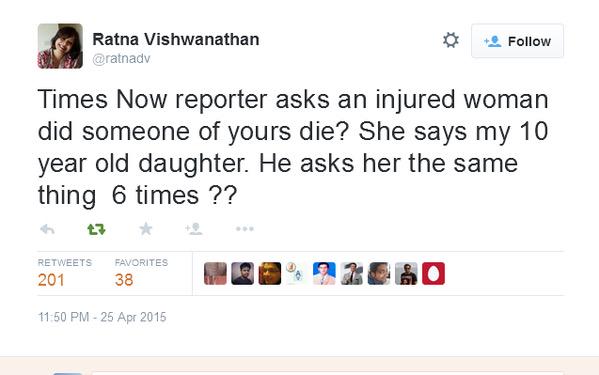 Ratna Vishwanathan
@ratnadv
Follow
Times Now reporter asks an injured woman
did someone of yours die? She says my 10
year old daughter. He asks her the same
thing  6 times ??
RETWEETS FAVORITES
201 38
11:50 PM - 25 Apr 2015